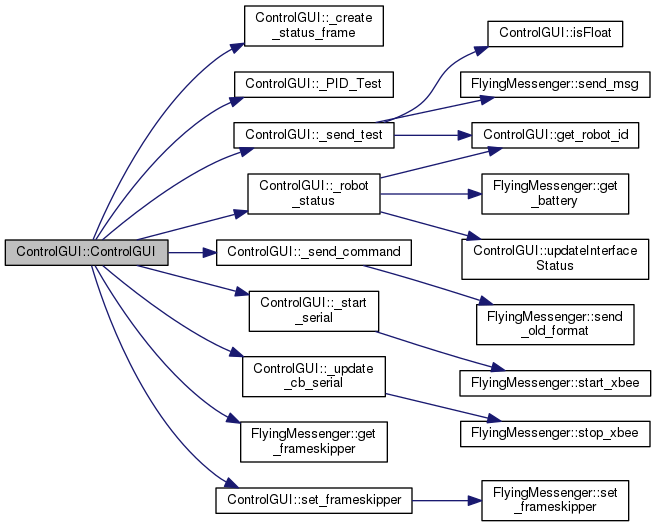 ControlGUI::ControlGUI
ControlGUI::_create
_status_frame
ControlGUI::_PID_Test
ControlGUI::_send_test
ControlGUI::_robot
_status
ControlGUI::_send_command
ControlGUI::_start
_serial
ControlGUI::_update
_cb_serial
FlyingMessenger::get
_frameskipper
ControlGUI::set_frameskipper
ControlGUI::isFloat
FlyingMessenger::send_msg
ControlGUI::get_robot_id
FlyingMessenger::get
_battery
ControlGUI::updateInterface
Status
FlyingMessenger::send
_old_format
FlyingMessenger::start_xbee
FlyingMessenger::stop_xbee
FlyingMessenger::set
_frameskipper